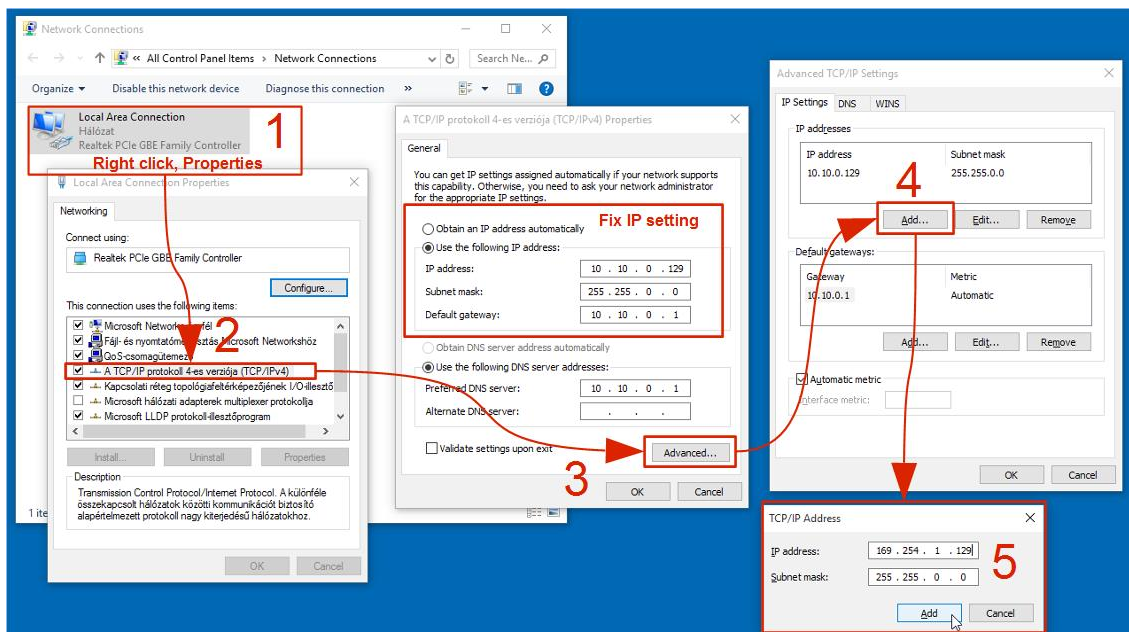 Network Connections
« All Control Panel Items > Network Connections
Search Ne...
Organize
Disable this network device
Diagnose this connection
»
Local Area Connection
Hálózat
Realtek PCIe GBE Family Controller
1
Right click, Properties
Local Area Connection Properties
Networking
Connect using:
Realtek PCIe GBE Family Controller
Configure...
This connection uses the following items:
Microsoft Networks
Fájl- és nyomtatómegosztás Microsoft Networkshöz
QoS-csomagütemező
A TCP/IP protokoll 4-es verziója (TCP/IPv4)
Kapcsolati réteg topológiafeltérképezőjének I/O-illesztő
Microsoft hálózati adapterek multiplexer protokollja
Microsoft LLDP protokoll-illesztőprogram
2
Install...
Uninstall
Properties
Description
Transmission Control Protocol/Internet Protocol. A különféle
összekapcsolt hálózatok közötti kommunikációt biztosító
alapértelmezett protokoll nagy kiterjedésű hálózatokhoz.
OK
Cancel
1 ite
A TCP/IP protokoll 4-es verziója (TCP/IPv4) Properties
General
You can get IP settings assigned automatically if your network supports
this capability. Otherwise, you need to ask your network administrator
for the appropriate IP settings.
Fix IP setting
Obtain an IP address automatically
Use the following IP address:
IP address:
10 . 10 . 0 . 129
Subnet mask:
255 . 255 . 0 . 0
Default gateway:
10 . 10 . 0 . 1
Obtain DNS server address automatically
Use the following DNS server addresses:
Preferred DNS server:
10 . 10 . 0 . 1
Alternate DNS server:
. . .
Validate settings upon exit
Advanced...
3
OK
Cancel
Advanced TCP/IP Settings
IP Settings
DNS
WINS
IP addresses
IP address
Subnet mask
10.10.0.129
255.255.0.0
4
Add...
Edit...
Remove
Default gateways:
Gateway
Metric
10.10.0.1
Automatic
Add...
Edit...
Remove
Automatic metric
Interface metric:
OK
Cancel
TCP/IP Address
IP address:
169 . 254 . 1 . 129
Subnet mask:
255 . 255 . 0 . 0
5
Add
Cancel